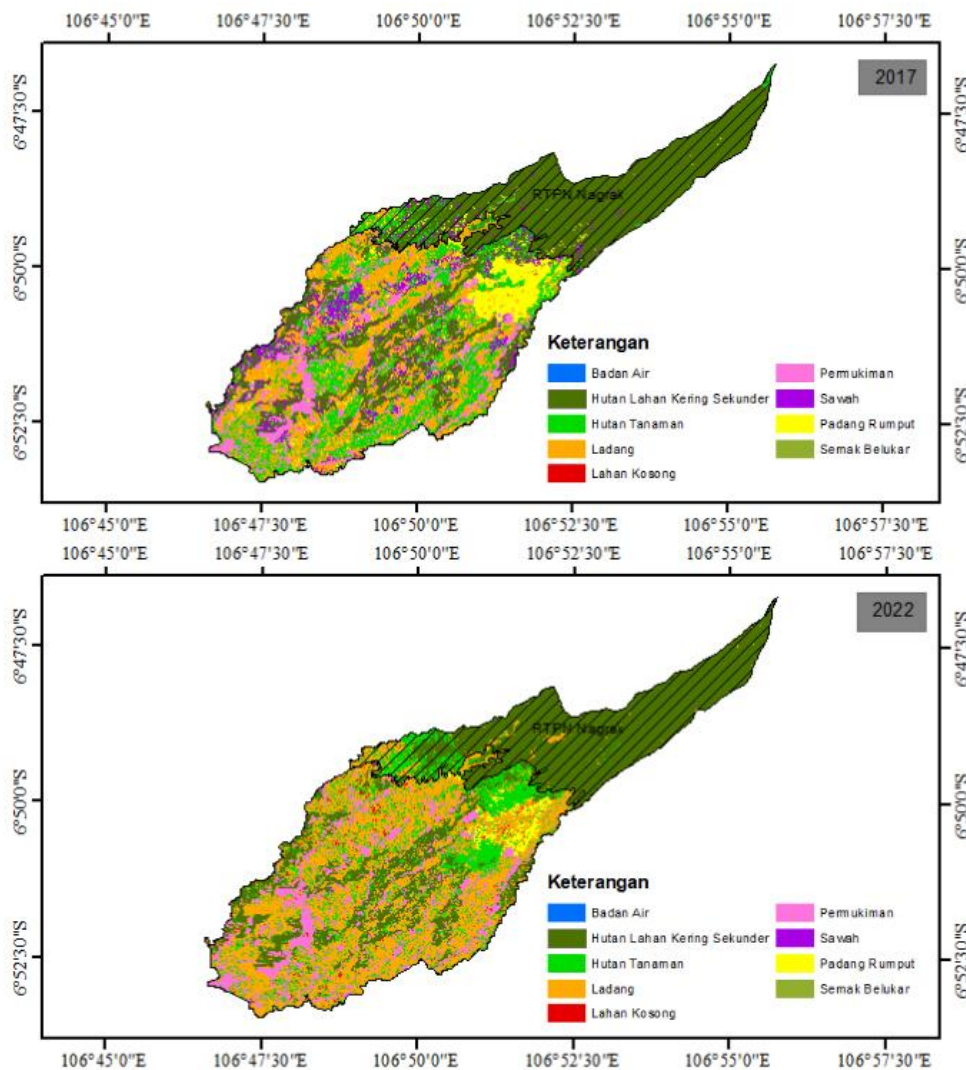 106°45'0"E 106°47'30"E 106°50'0"E 106°52'30"E 106°55'0"E 106°57'30"E
2017
6°47'30"S 6°47'30"S
RTPN Nagrak
6°50'0"S 6°50'0"S
Keterangan
Badan Air
Hutan Lahan Kering Sekunder
Hutan Tanaman
Ladang
Lahan Kosong
Permukiman
Sawah
Padang Rumput
Semak Belukar
6°52'30"S 6°52'30"S
106°45'0"E 106°47'30"E 106°50'0"E 106°52'30"E 106°55'0"E 106°57'30"E
106°45'0"E 106°47'30"E 106°50'0"E 106°52'30"E 106°55'0"E 106°57'30"E
2022
6°47'30"S 6°47'30"S
RTPN Nagrak
6°50'0"S 6°50'0"S
Keterangan
Badan Air
Hutan Lahan Kering Sekunder
Hutan Tanaman
Ladang
Lahan Kosong
Permukiman
Sawah
Padang Rumput
Semak Belukar
6°52'30"S 6°52'30"S
106°45'0"E 106°47'30"E 106°50'0"E 106°52'30"E 106°55'0"E 106°57'30"E